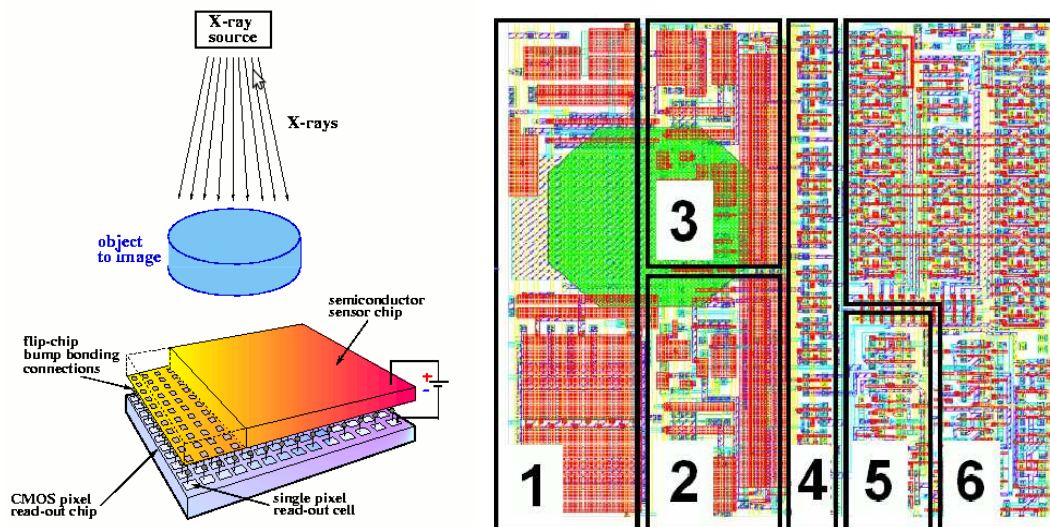 X-ray
source
X-rays
object
to image
semiconductor
sensor chip
flip-chip
bump bonding
connections
+
-
CMOS pixel
read-out chip
single pixel
read-out cell
3
1
2
4
5
6